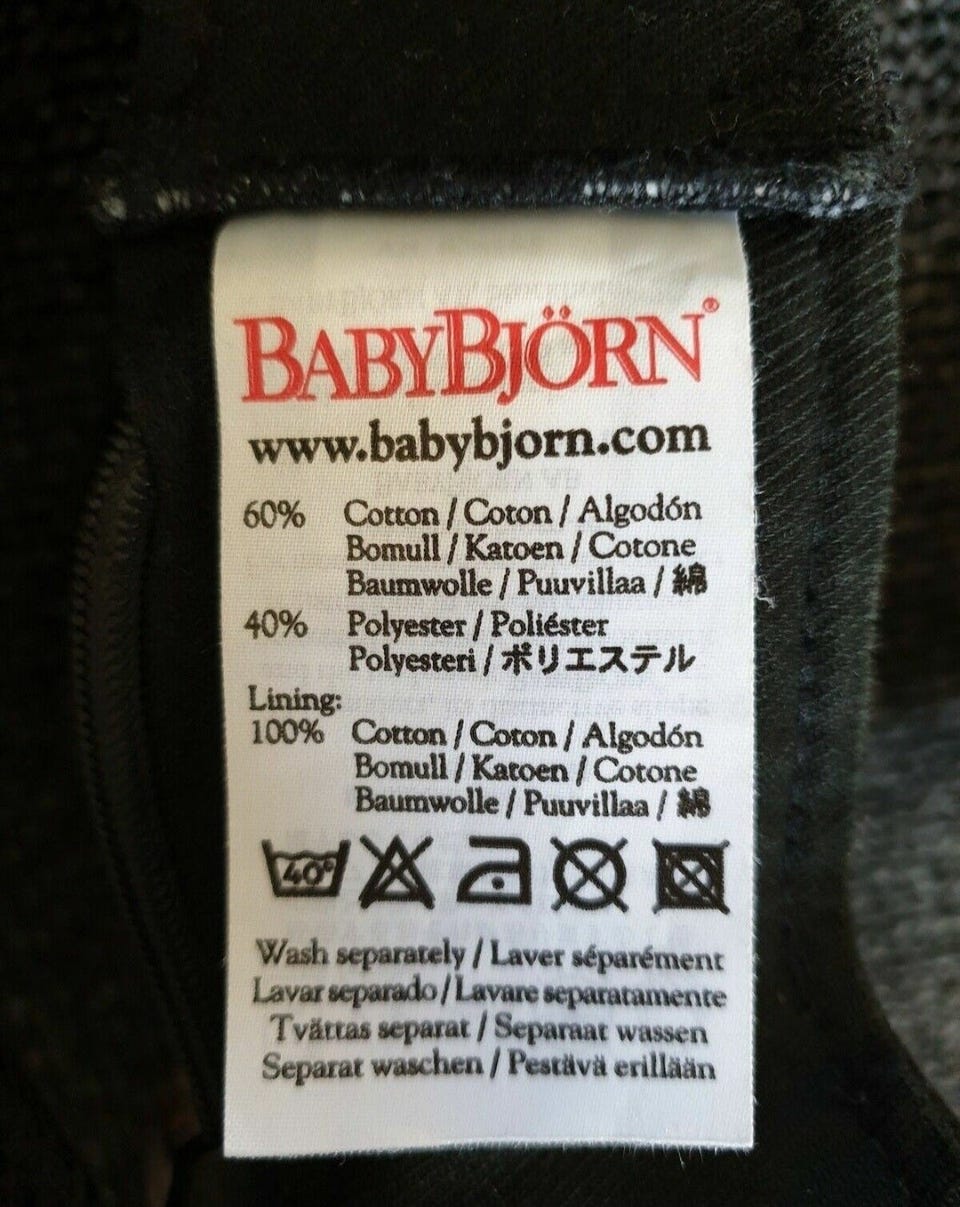 BABYBJÖRN®
www.babybjorn.com
60% Cotton / Coton / Algodón
Bomull / Katoen / Cotone
Baumwolle / Puuvillaa / 綿
40% Polyester / Poliéster
Polyesteri / ポリエステル
Lining:
100% Cotton / Coton / Algodón
Bomull / Katoen / Cotone
Baumwolle / Puuvillaa / 綿
40°
Wash separately / Laver séparément
Lavar separado / Lavare separatamente
Tvättas separat / Separaat wassen
Separat waschen / Pestävä erillään